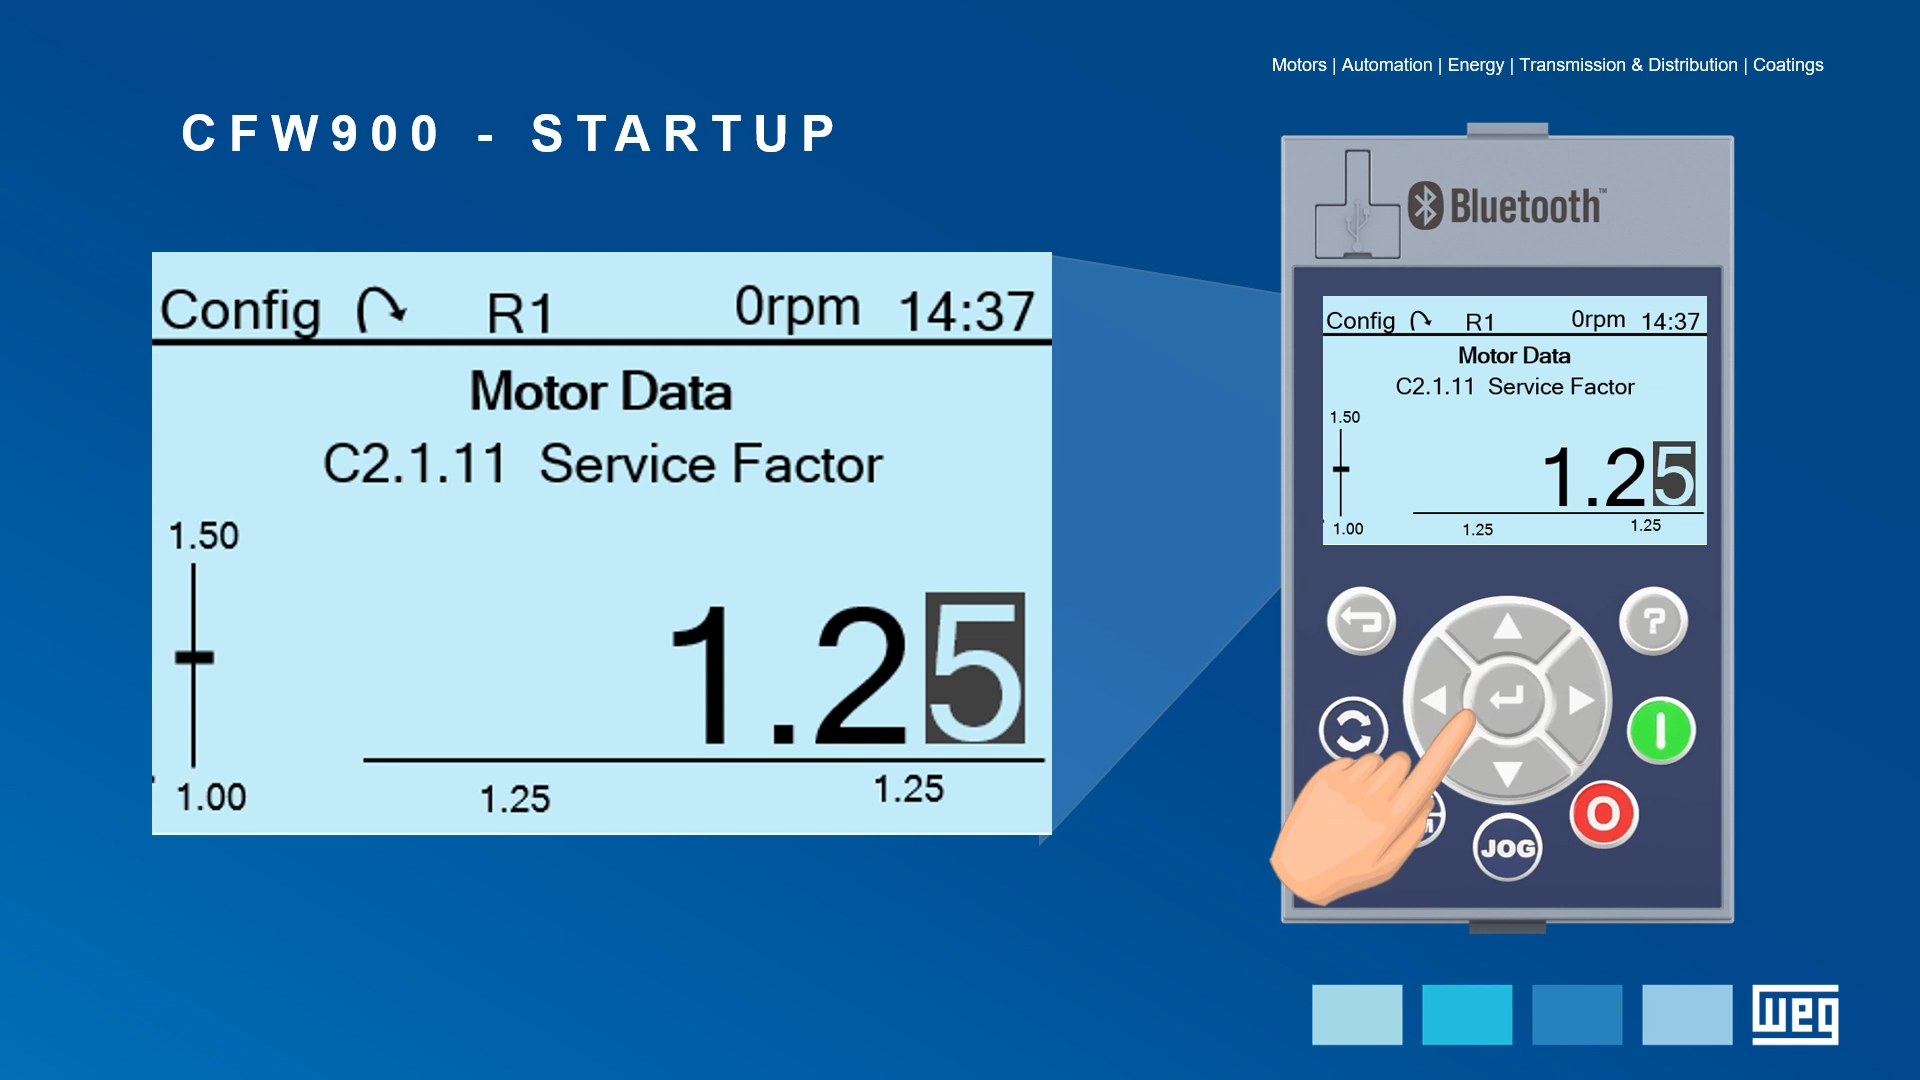 Motors | Automation | Energy | Transmission & Distribution | Coatings
CFW900 - STARTUP
Config R1 0rpm 14:37
Motor Data
C2.1.11 Service Factor
1.50
1.25
1.00 1.25 1.25
Bluetooth™
Config R1 0rpm 14:37
Motor Data
C2.1.11 Service Factor
1.50
1.25
1.00 1.25 1.25
?
I
O
JOG
WEG